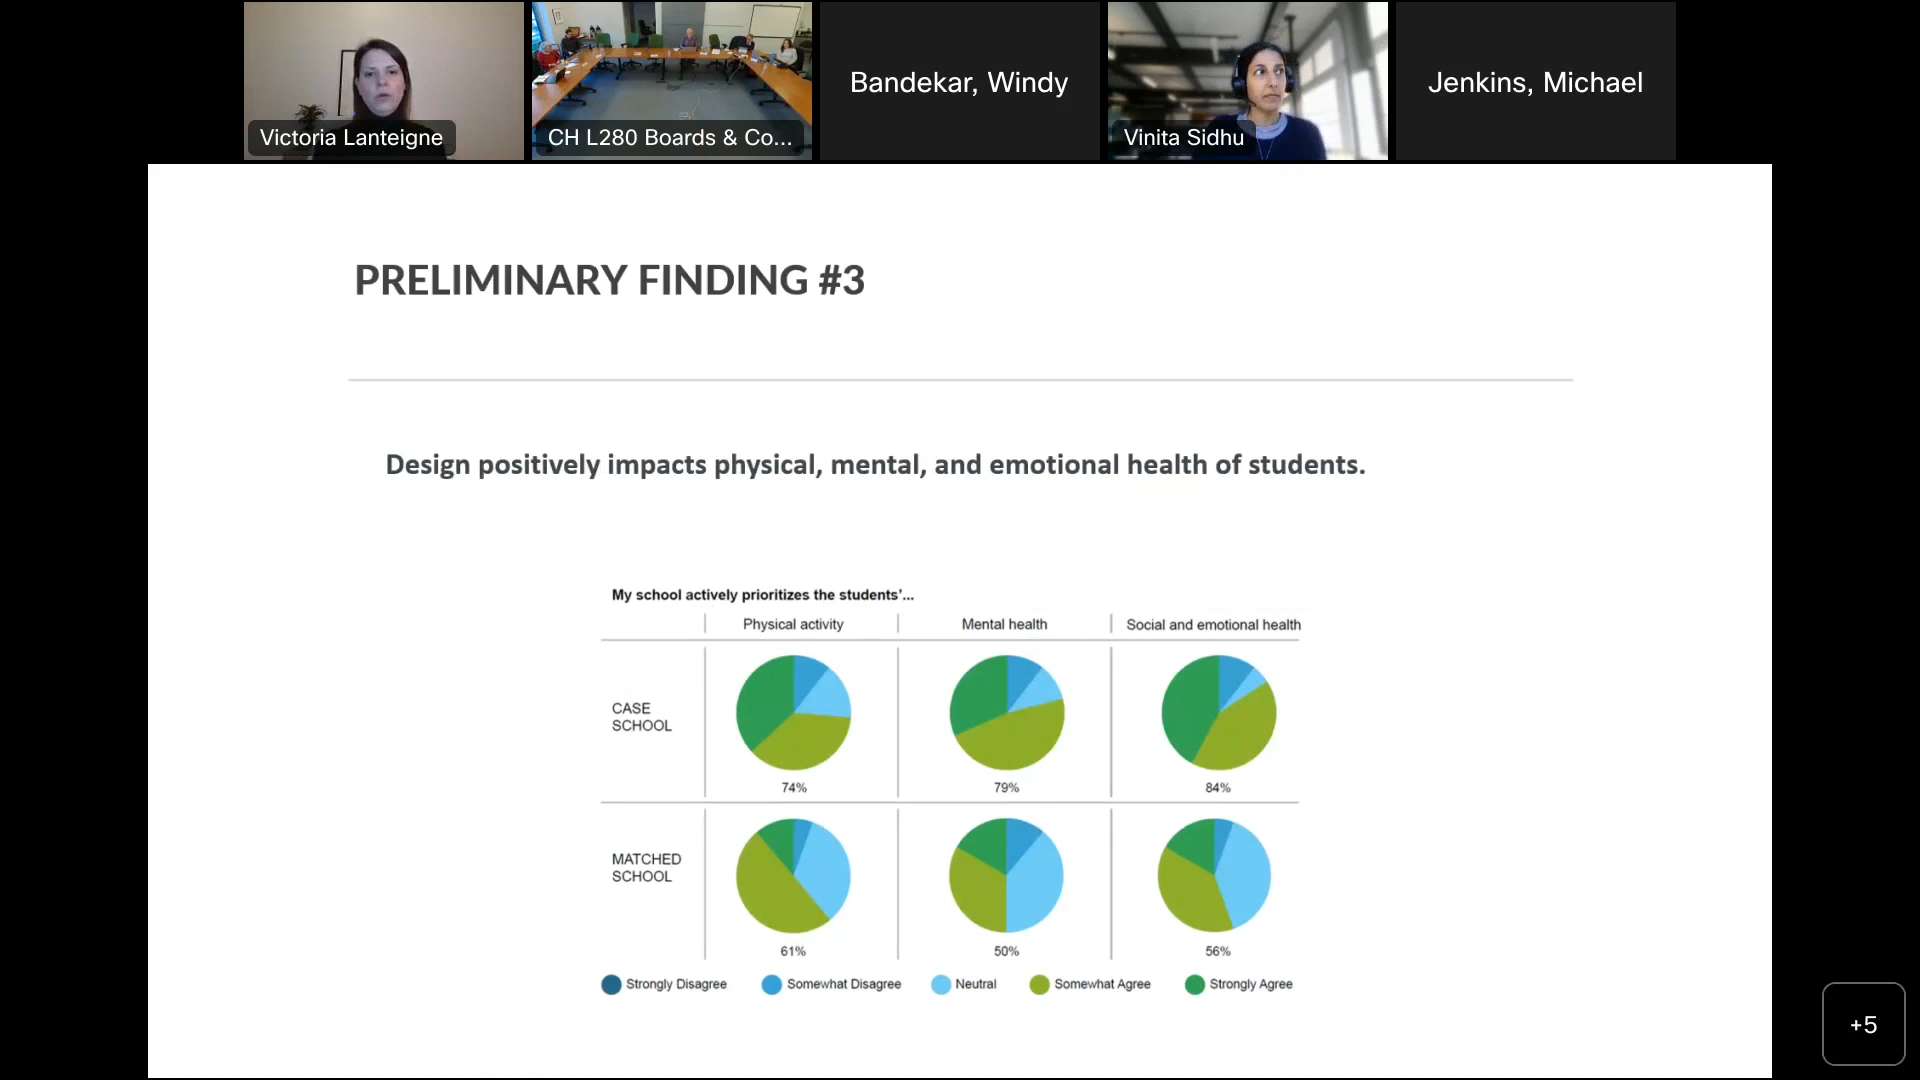 Victoria Lanteigne
CH L280 Boards & Co...
Bandekar, Windy
Vinita Sidhu
Jenkins, Michael
PRELIMINARY FINDING #3
Design positively impacts physical, mental, and emotional health of students.
My school actively prioritizes the students'...
Physical activity
Mental health
Social and emotional health
CASE
SCHOOL
74%
79%
84%
MATCHED
SCHOOL
61%
50%
56%
Strongly Disagree
Somewhat Disagree
Neutral
Somewhat Agree
Strongly Agree
+5